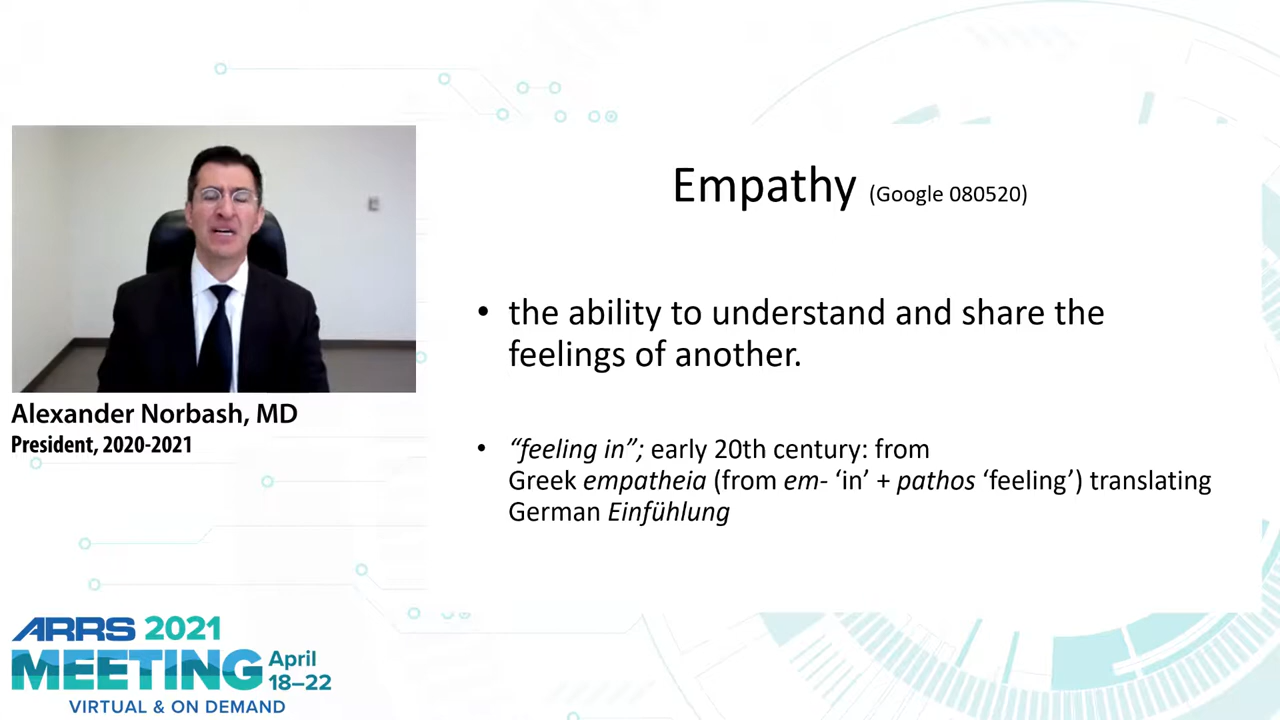 Empathy (Google 080520)
• the ability to understand and share the
feelings of another.
• “feeling in”; early 20th century: from
Greek empatheia (from em- ‘in’ + pathos ‘feeling’) translating
German Einfühlung
Alexander Norbash, MD
President, 2020-2021
ARRS 2021
MEETING April
18–22
VIRTUAL & ON DEMAND